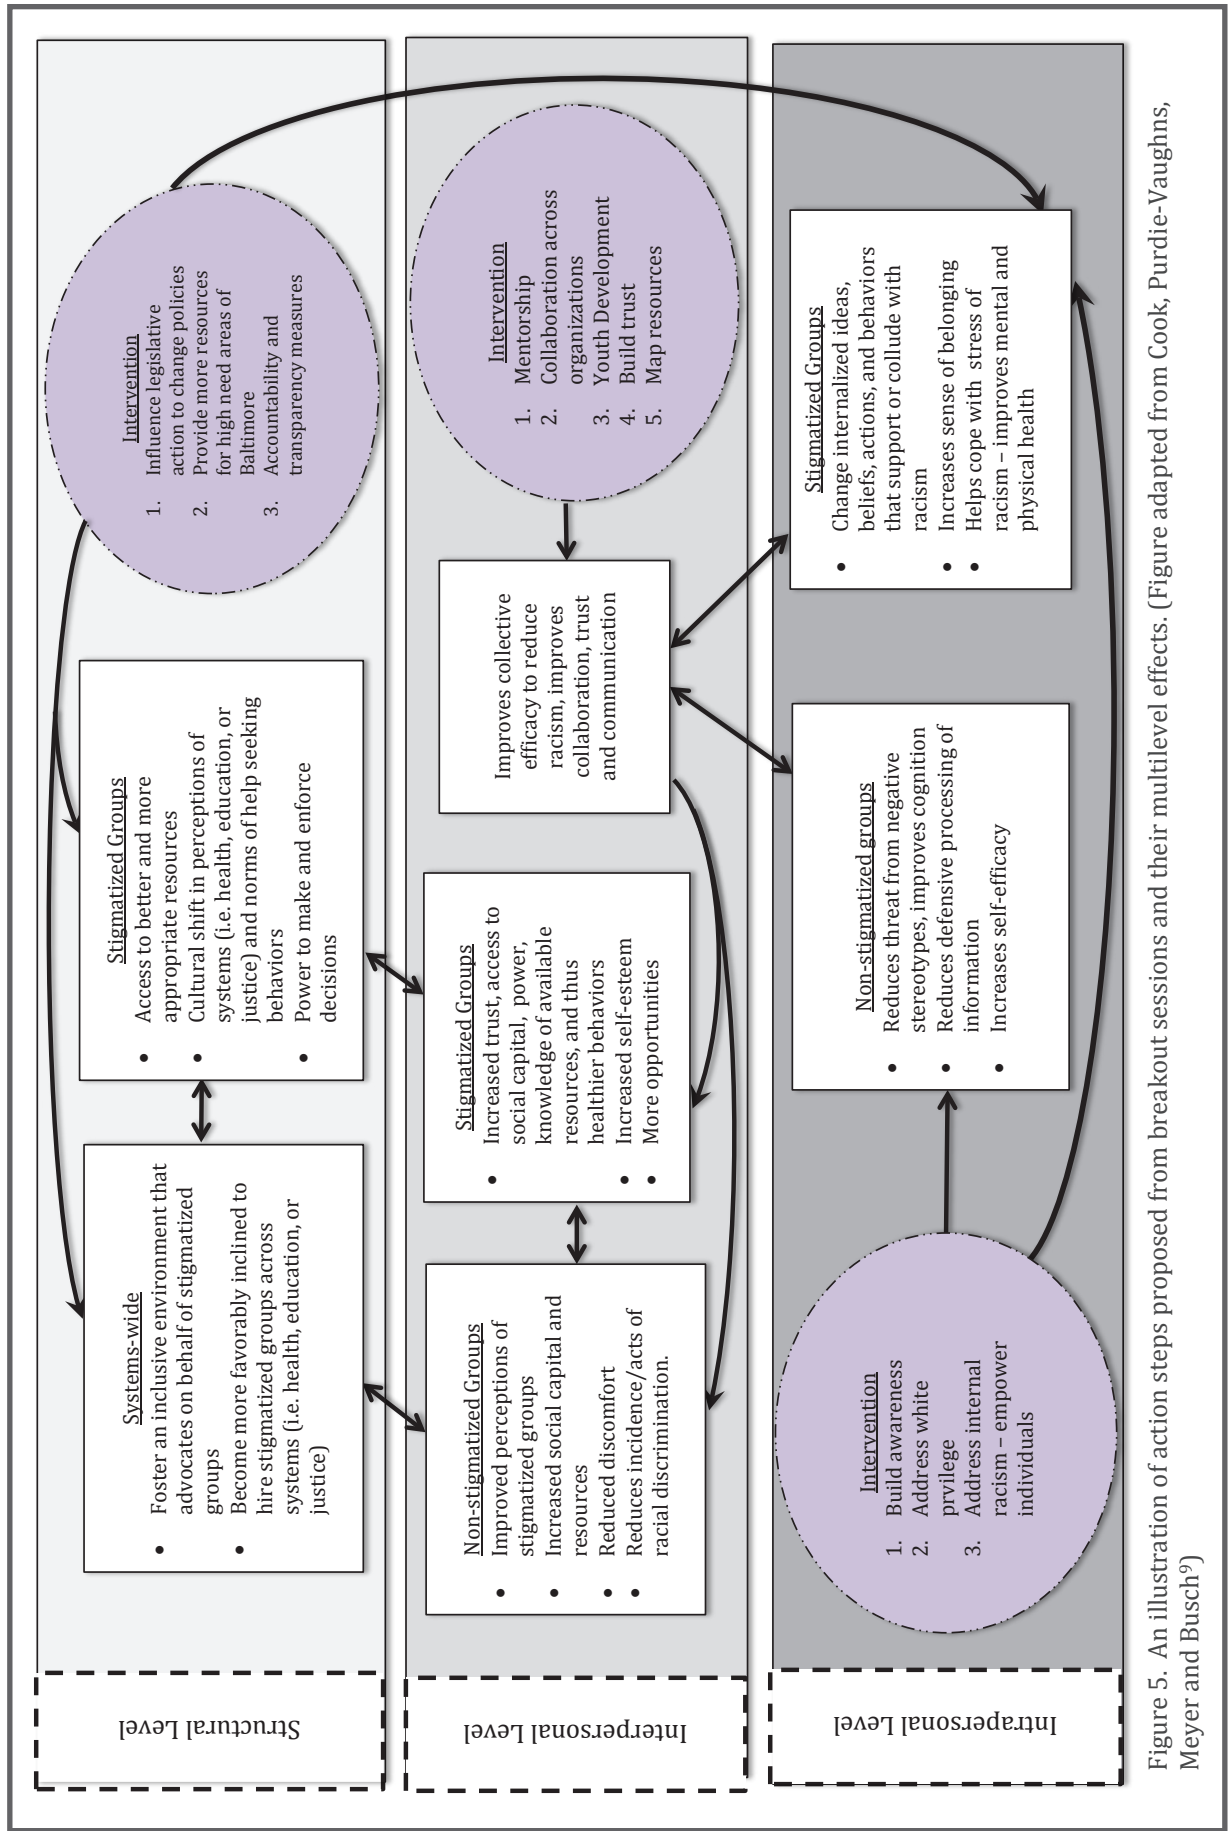 Structural Level
Systems-wide
• Foster an inclusive environment that
advocates on behalf of stigmatized
groups
• Become more favorably inclined to
hire stigmatized groups across
systems (i.e. health, education, or
justice)
Stigmatized Groups
• Access to better and more
appropriate resources
• Cultural shift in perceptions of
systems (i.e. health, education, or
justice) and norms of help seeking
behaviors
• Power to make and enforce
decisions
Intervention
1. Influence legislative
action to change policies
2. Provide more resources
for high need areas of
Baltimore
3. Accountability and
transparency measures
Interpersonal Level
Non-stigmatized Groups
• Improved perceptions of
stigmatized groups
• Increased social capital and
resources
• Reduced discomfort
• Reduces incidence/acts of
racial discrimination.
Stigmatized Groups
• Increased trust, access to
social capital, power,
knowledge of available
resources, and thus
healthier behaviors
• Increased self-esteem
• More opportunities
Improves collective
efficacy to reduce
racism, improves
collaboration, trust
and communication
Intervention
1. Mentorship
2. Collaboration across
organizations
3. Youth Development
4. Build trust
5. Map resources
Intrapersonal Level
Intervention
1. Build awareness
2. Address white
prvilege
3. Address internal
racism – empower
individuals
Non-stigmatized groups
• Reduces threat from negative
stereotypes, improves cognition
• Reduces defensive processing of
information
• Increases self-efficacy
Stigmatized Groups
• Change internalized ideas,
beliefs, actions, and behaviors
that support or collude with
racism
• Increases sense of belonging
• Helps cope with stress of
racism – improves mental and
physical health
Figure 5. An illustration of action steps proposed from breakout sessions and their multilevel effects. (Figure adapted from Cook, Purdie-Vaughns,
Meyer and Busch⁹)